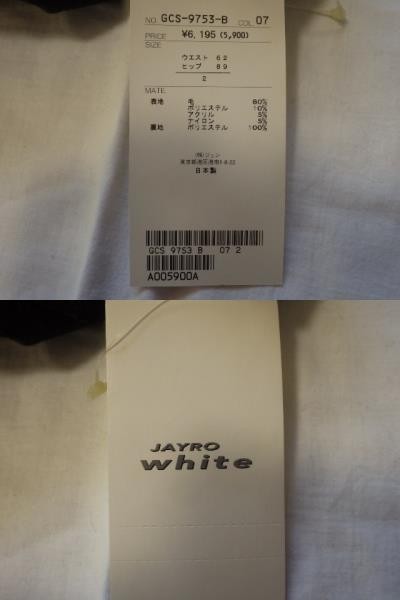 NO. GCS-9753-B COL 07
PRICE ¥6,195 (5,900)
SIZE
ウエスト 62
ヒップ 89
2
MATE.
表地 毛 80%
ポリエステル 10%
アクリル 5%
ナイロン 5%
裏地 ポリエステル 100%
(株)ジュン
日本製
GCS 9753 B 07 2
A005900A
JAYRO
white